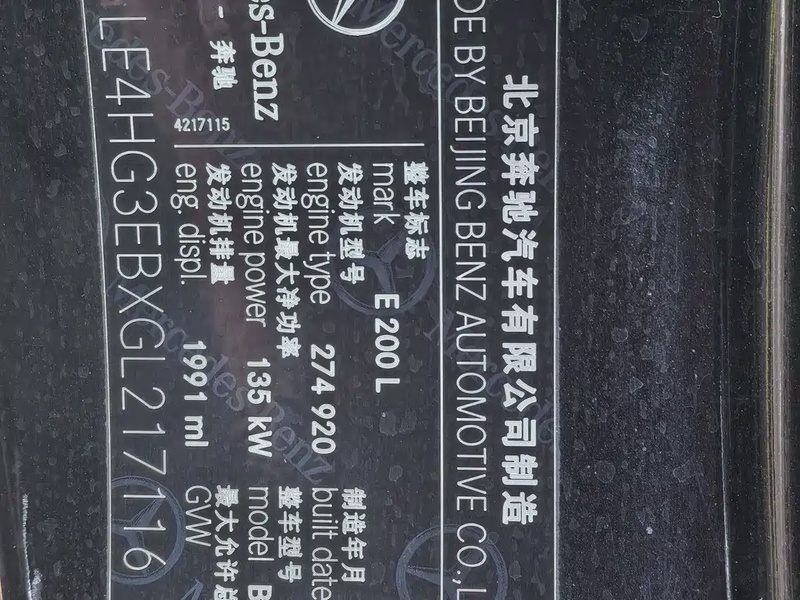 北京奔驰汽车有限公司制造
DE BY BEIJING BENZ AUTOMOTIVE CO.,L
整车标志
mark E 200 L
发动机型号 制造年月
engine type 274 920 built date
发动机最大净功率 整车型号
engine power 135 kW model B
发动机排量 最大允许总
eng. displ. 1991 ml GVW
es-Benz
- 奔驰
4217115
LE4HG3EBXGL217116